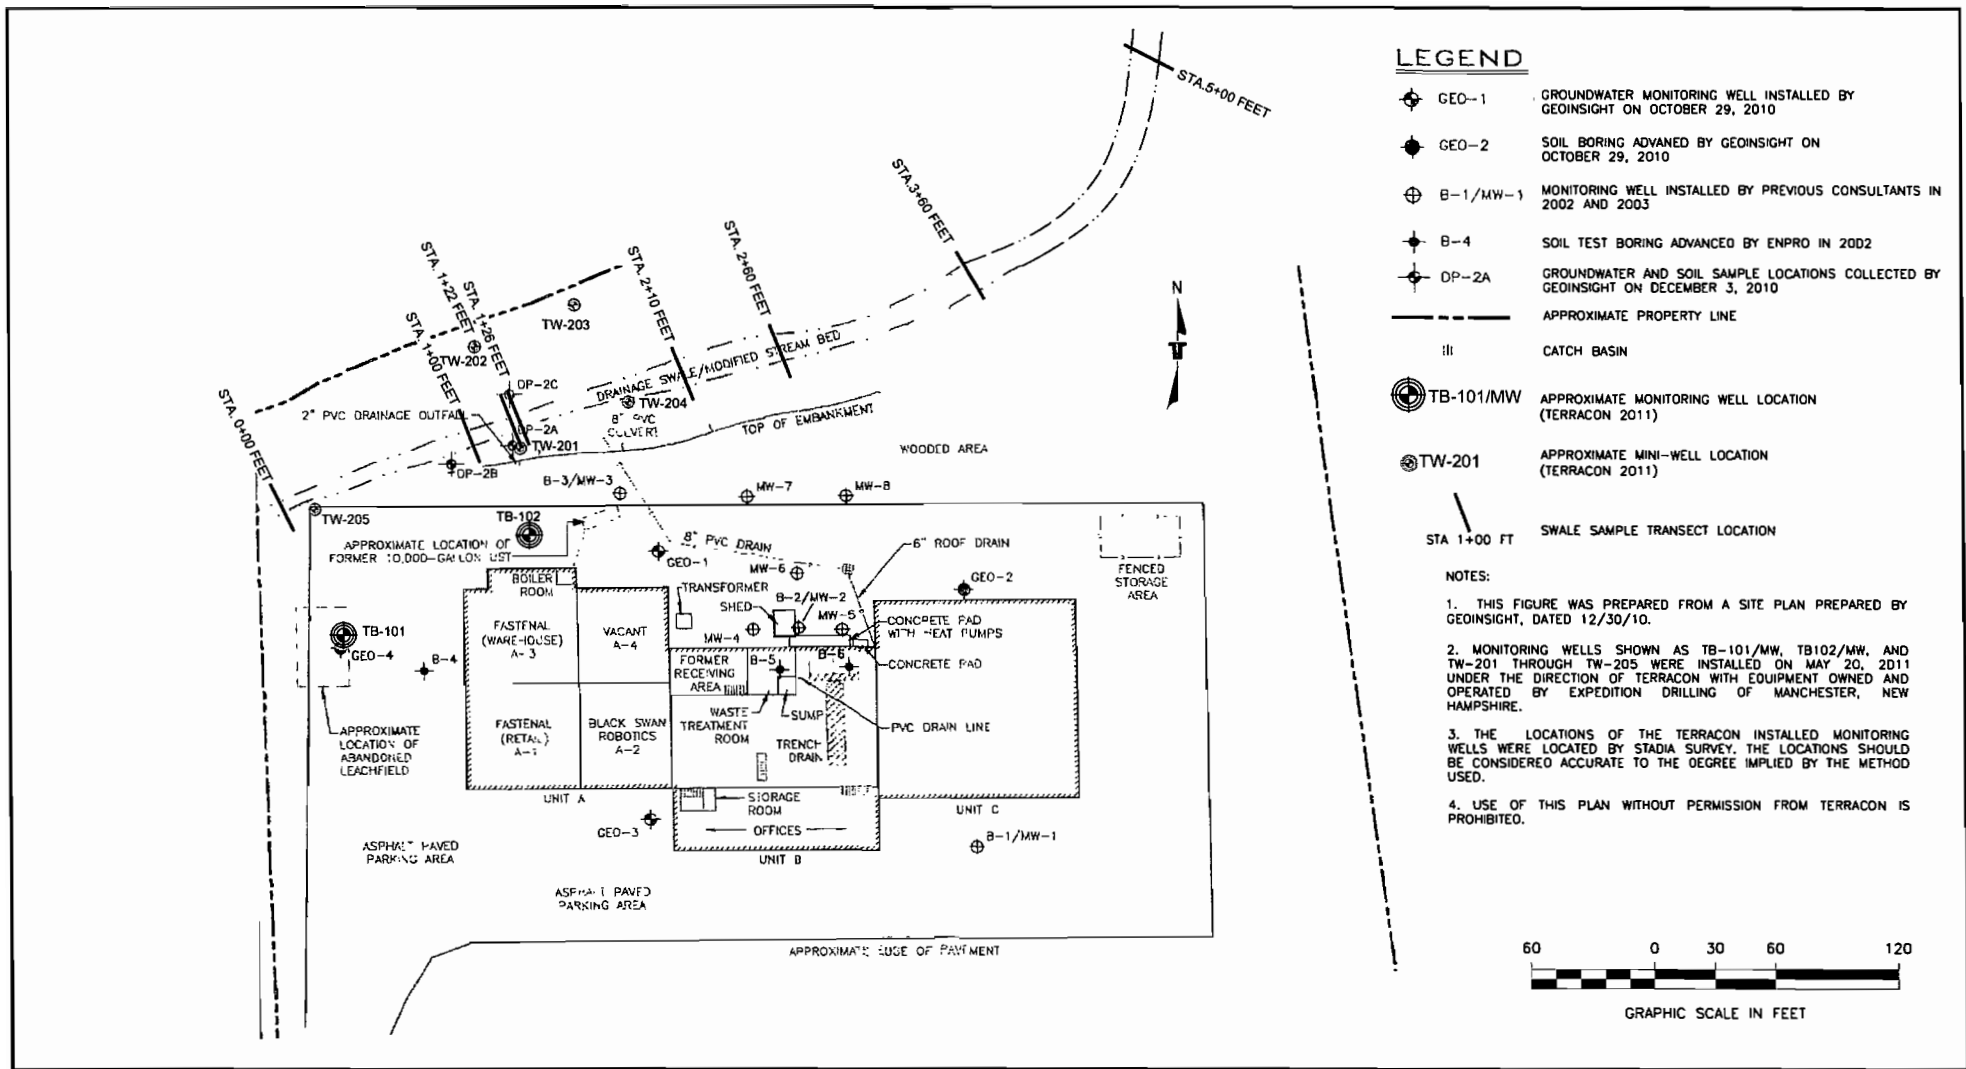 STA.5+00 FEET
STA.3+60 FEET
STA. 2+60 FEET
STA. 2+10 FEET
STA. 1+22 FEET
STA. 1+26 FEET
STA. 1+00 FEET
STA. 0+00 FEET
TW-203
TW-202
DP-2C
DRAINAGE SWALE/MODIFIED STREAM BED
2" PVC DRAINAGE OUTFALL
TW-204
8" PVC
CULVERT
TOP OF EMBANKMENT
DP-2A
TW-201
DP-2B
WOODED AREA
N
B-3/MW-3
MW-7
MW-8
TW-205
TB-102
APPROXIMATE LOCATION OF
FORMER 10,000-GALLON UST
8" PVC DRAIN
6" ROOF DRAIN
GEO-1
MW-6
GEO-2
FENCED
STORAGE
AREA
BOILER
ROOM
TRANSFORMER
SHED
B-2/MW-2
MW-5
MW-4
CONCRETE PAD
WITH HEAT PUMPS
CONCRETE PAD
TB-101
GEO-4
B-4
FASTENAL
(WAREHOUSE)
A-3
VACANT
A-4
FORMER
RECEIVING
AREA
B-5
B-6
WASTE
TREATMENT
ROOM
SUMP
PVC DRAIN LINE
TRENCH
DRAIN
APPROXIMATE
LOCATION OF
ABANDONED
LEACHFIELD
FASTENAL
(RETAIL)
A-1
BLACK SWAN
ROBOTICS
A-2
UNIT A
STORAGE
ROOM
OFFICES
UNIT B
UNIT C
GEO-3
B-1/MW-1
ASPHALT PAVED
PARKING AREA
ASPHALT PAVED
PARKING AREA
APPROXIMATE EDGE OF PAVEMENT
LEGEND
GEO-1 GROUNDWATER MONITORING WELL INSTALLED BY
GEOINSIGHT ON OCTOBER 29, 2010
GEO-2 SOIL BORING ADVANED BY GEOINSIGHT ON
OCTOBER 29, 2010
B-1/MW-1 MONITORING WELL INSTALLED BY PREVIOUS CONSULTANTS IN
2002 AND 2003
B-4 SOIL TEST BORING ADVANCED BY ENPRO IN 2002
DP-2A GROUNDWATER AND SOIL SAMPLE LOCATIONS COLLECTED BY
GEOINSIGHT ON DECEMBER 3, 2010
APPROXIMATE PROPERTY LINE
CATCH BASIN
TB-101/MW APPROXIMATE MONITORING WELL LOCATION
(TERRACON 2011)
TW-201 APPROXIMATE MINI-WELL LOCATION
(TERRACON 2011)
STA 1+00 FT SWALE SAMPLE TRANSECT LOCATION
NOTES:
1. THIS FIGURE WAS PREPARED FROM A SITE PLAN PREPARED BY
GEOINSIGHT, DATED 12/30/10.
2. MONITORING WELLS SHOWN AS TB-101/MW, TB102/MW, AND
TW-201 THROUGH TW-205 WERE INSTALLED ON MAY 20, 2011
UNDER THE DIRECTION OF TERRACON WITH EQUIPMENT OWNED AND
OPERATED BY EXPEDITION DRILLING OF MANCHESTER, NEW
HAMPSHIRE.
3. THE LOCATIONS OF THE TERRACON INSTALLED MONITORING
WELLS WERE LOCATED BY STADIA SURVEY. THE LOCATIONS SHOULD
BE CONSIDERED ACCURATE TO THE DEGREE IMPLIED BY THE METHOD
USED.
4. USE OF THIS PLAN WITHOUT PERMISSION FROM TERRACON IS
PROHIBITED.
60 0 30 60 120
GRAPHIC SCALE IN FEET